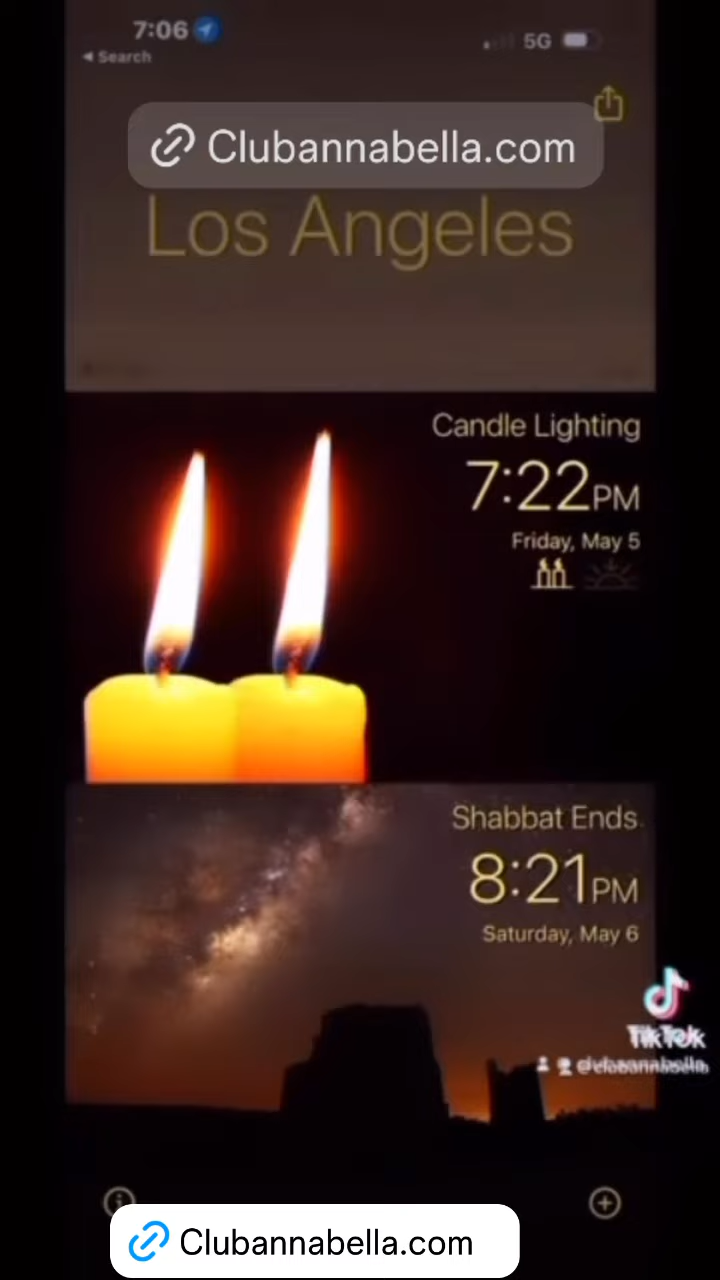 7:06
5G
◀ Search
Clubannabella.com
Los Angeles
Candle Lighting
7:22PM
Friday, May 5
Shabbat Ends
8:21PM
Saturday, May 6
TikTok
@clubannabella
Clubannabella.com